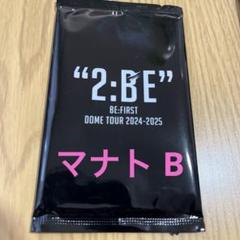 “2:BE”
BE:FIRST
DOME TOUR 2024-2025
マナト B